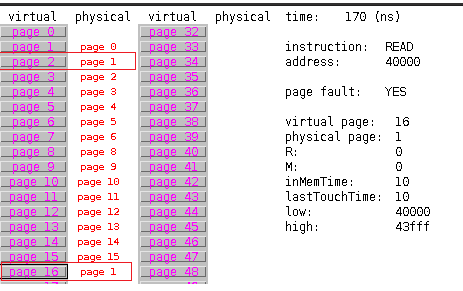 virtual physical virtual physical time: 170 (ns)
page 0 page 32
page 1 page 0 page 33 instruction: READ
page 2 page 1 page 34 address: 40000
page 3 page 2 page 35
page 4 page 3 page 36 page fault: YES
page 5 page 4 page 37
page 6 page 5 page 38 virtual page: 16
page 7 page 6 page 39 physical page: 1
page 8 page 8 page 40 R: 0
page 9 page 9 page 41 M: 0
page 10 page 10 page 42 inMemTime: 10
page 11 page 11 page 43 lastTouchTime: 10
page 12 page 12 page 44 low: 40000
page 13 page 13 page 45 high: 43fff
page 14 page 14 page 46
page 15 page 15 page 47
page 16 page 1 page 48